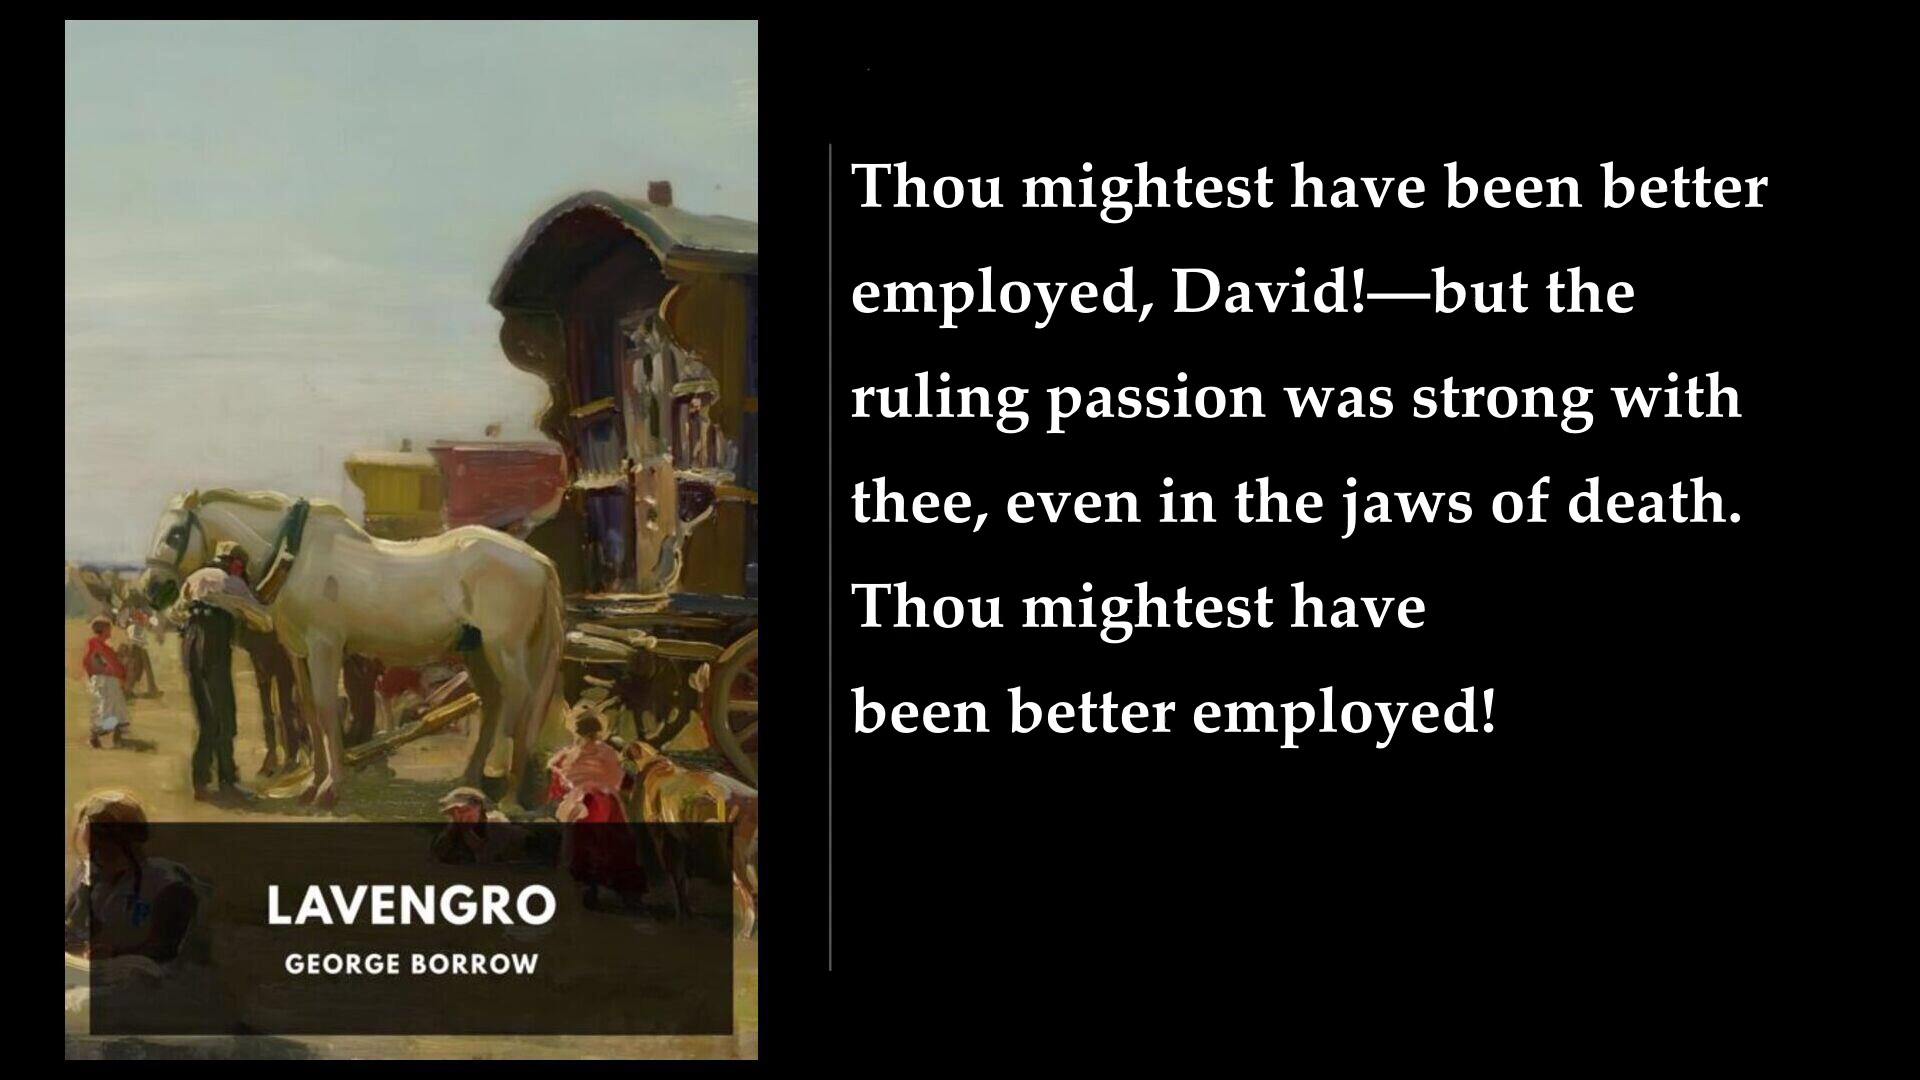 LAVENGRO
GEORGE BORROW
Thou mightest have been better
employed, David!—but the
ruling passion was strong with
thee, even in the jaws of death.
Thou mightest have
been better employed!